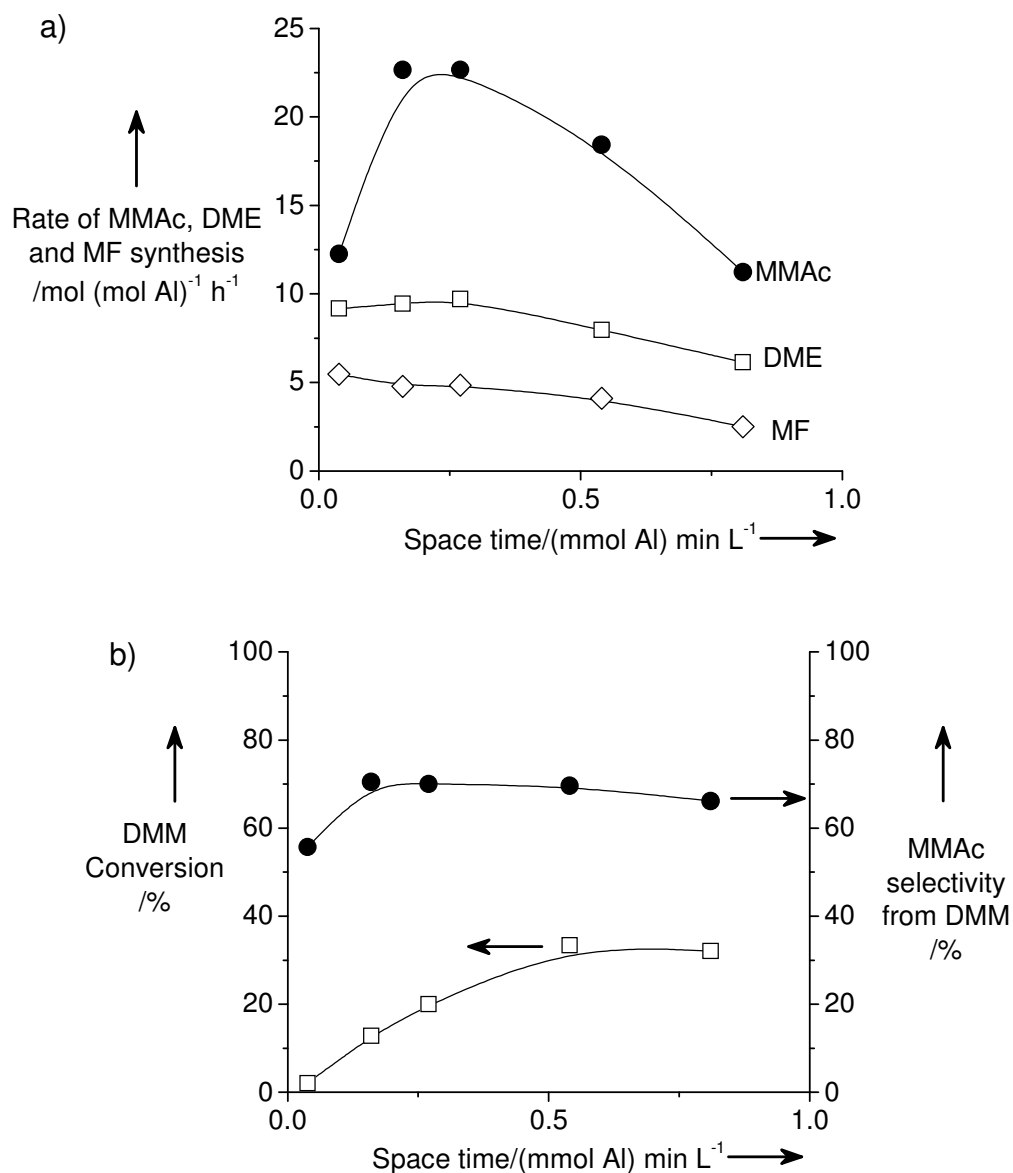 a)
25
20
15
10
5
0
Rate of MMAc, DME
and MF synthesis
/mol (mol Al)⁻¹ h⁻¹
MMAc
DME
MF
0.0 0.5 1.0
Space time/(mmol Al) min L⁻¹
b)
100
80
60
40
20
0
DMM
Conversion
/%
100
80
60
40
20
0
MMAc
selectivity
from DMM
/%
0.0 0.5 1.0
Space time/(mmol Al) min L⁻¹